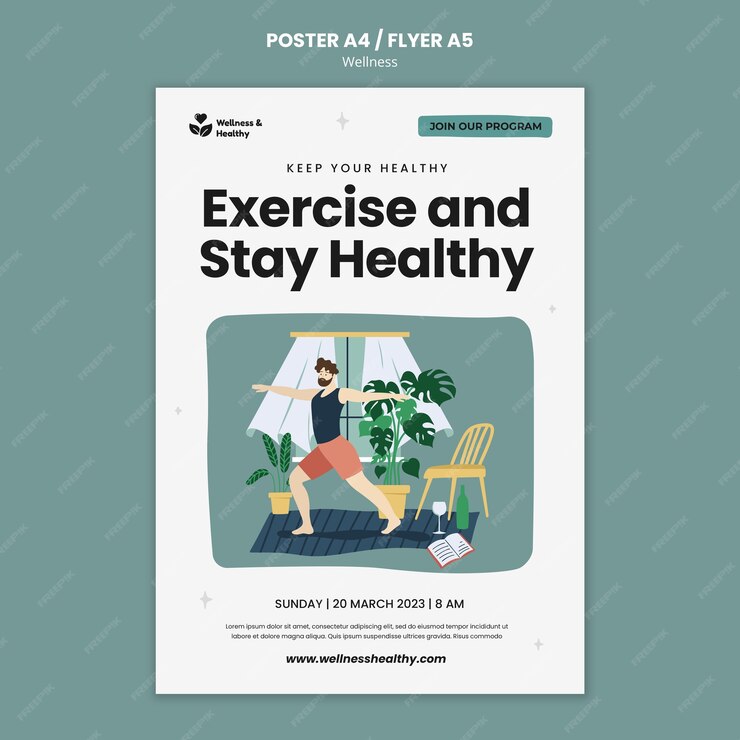 POSTER A4 / FLYER A5
Wellness
Wellness &
Healthy
JOIN OUR PROGRAM
KEEP YOUR HEALTHY
Exercise and
Stay Healthy
SUNDAY | 20 MARCH 2023 | 8 AM
Lorem ipsum dolor sit amet, consectetur adipiscing elit, sed do eiusmod tempor incididunt ut
labore et dolore magna aliqua. Quis ipsum suspendisse ultrices gravida. Risus commodo
www.wellnesshealthy.com
FREEPIK